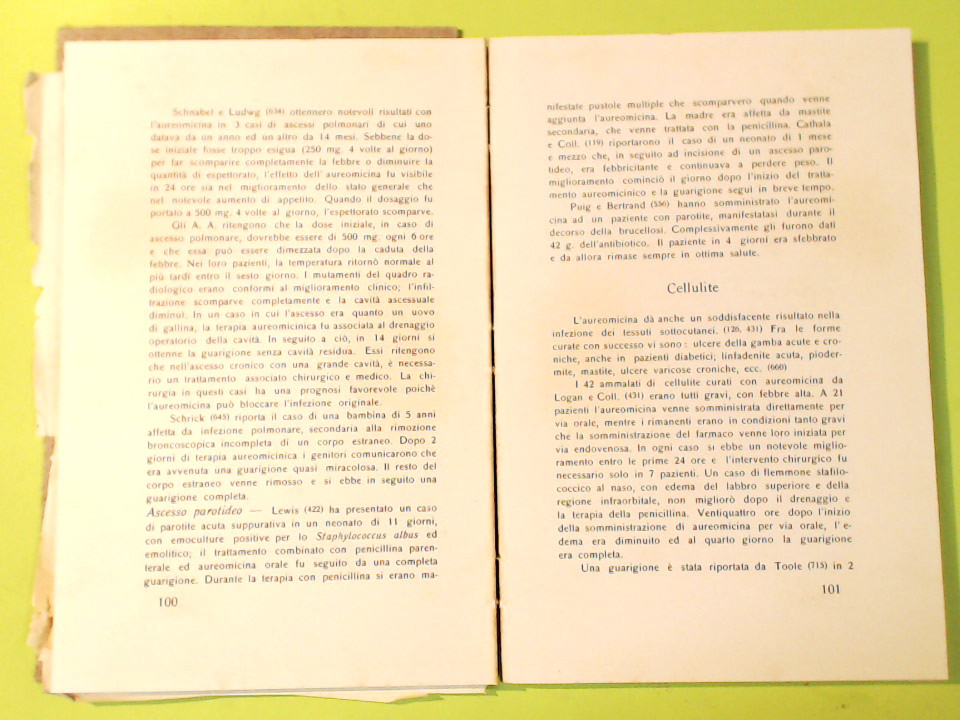 Schnabel e Ludwg (634) ottennero notevoli risultati con
l'aureomicina in 3 casi di ascessi polmonari di cui uno
datava da un anno ed un altro da 14 mesi. Sebbene la do-
se iniziale fosse troppo esigua (250 mg. 4 volte al giorno)
per far scomparire completamente la febbre o diminuire la
quantità di espettorato, l'effetto dell'aureomicina fu visibile
in 24 ore sia nel miglioramento dello stato generale che
nel notevole aumento di appetito. Quando il dosaggio fu
portato a 500 mg. 4 volte al giorno, l'espettorato scomparve.
Gli A. A. ritengono che la dose iniziale, in caso di
ascesso polmonare, dovrebbe essere di 500 mg. ogni 6 ore
e che essa può essere dimezzata dopo la caduta della
febbre. Nei loro pazienti, la temperatura ritornò normale al
più tardi entro il sesto giorno. I mutamenti del quadro ra-
diologico erano conformi al miglioramento clinico; l'infil-
trazione scomparve completamente e la cavità ascessuale
diminuì. In un caso in cui l'ascesso era quanto un uovo
di gallina, la terapia aureomicinica fu associata al drenaggio
operatorio della cavità. In seguito a ciò, in 14 giorni si
ottenne la guarigione senza cavità residua. Essi ritengono
che nell'ascesso cronico con una grande cavità, è necessa-
rio un trattamento associato chirurgico e medico. La chi-
rurgia in questi casi ha una prognosi favorevole poichè
l'aureomicina può bloccare l'infezione originale.
Schrick (645) riporta il caso di una bambina di 5 anni
affetta da infezione polmonare, secondaria alla rimozione
broncoscopica incompleta di un corpo estraneo. Dopo 2
giorni di terapia aureomicinica i genitori comunicarono che
era avvenuta una guarigione quasi miracolosa. Il resto del
corpo estraneo venne rimosso e si ebbe in seguito una
guarigione completa.
Ascesso parotideo — Lewis (422) ha presentato un caso
di parotite acuta suppurativa in un neonato di 11 giorni,
con emoculture positive per lo Staphylococcus albus ed
emolitico; il trattamento combinato con penicillina paren-
terale ed aureomicina orale fu seguito da una completa
guarigione. Durante la terapia con penicillina si erano ma-
100
nifestate pustole multiple che scomparvero quando venne
aggiunta l'aureomicina. La madre era affetta da mastite
secondaria, che venne trattata con la penicillina. Cathala
e Coll. (119) riportarono il caso di un neonato di 1 mese
e mezzo che, in seguito ad incisione di un ascesso paro-
tideo, era febbricitante e continuava a perdere peso. Il
miglioramento cominciò il giorno dopo l'inizio del tratta-
mento aureomicinico e la guarigione seguì in breve tempo.
Puig e Bertrand (556) hanno somministrato l'aureomi-
cina ad un paziente con parotite, manifestatasi durante il
decorso della brucellosi. Complessivamente gli furono dati
42 g. dell'antibiotico. Il paziente in 4 giorni era sfebbrato
e da allora rimase sempre in ottima salute.
Cellulite
L'aureomicina dà anche un soddisfacente risultato nella
infezione dei tessuti sottocutanei. (126, 431) Fra le forme
curate con successo vi sono : ulcere della gamba acute e cro-
niche, anche in pazienti diabetici; linfadenite acuta, pioder-
mite, mastite, ulcere varicose croniche, ecc. (660)
I 42 ammalati di cellulite curati con aureomicina da
Logan e Coll. (431) erano tutti gravi, con febbre alta. A 21
pazienti l'aureomicina venne somministrata direttamente per
via orale, mentre i rimanenti erano in condizioni tanto gravi
che la somministrazione del farmaco venne loro iniziata per
via endovenosa. In ogni caso si ebbe un notevole miglio-
ramento entro le prime 24 ore e l'intervento chirurgico fu
necessario solo in 7 pazienti. Un caso di flemmone stafilo-
coccico al naso, con edema del labbro superiore e della
regione infraorbitale, non migliorò dopo il drenaggio e
la terapia della penicillina. Ventiquattro ore dopo l'inizio
della somministrazione di aureomicina per via orale, l'e-
dema era diminuito ed al quarto giorno la guarigione
era completa.
Una guarigione è stata riportata da Toole (715) in 2
101